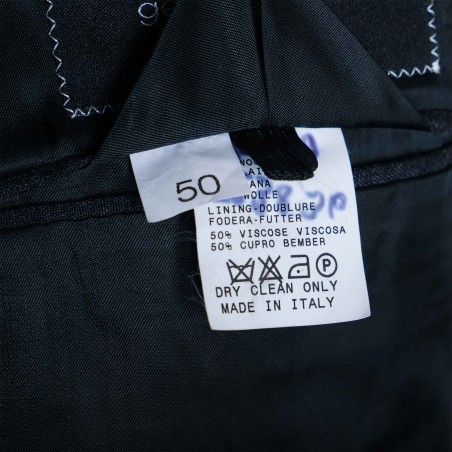 50
ANA
LINING-DOUBLURE
FODERA-FUTTER
50% VISCOSE VISCOSA
50% CUPRO BEMBER
P
DRY CLEAN ONLY
MADE IN ITALY